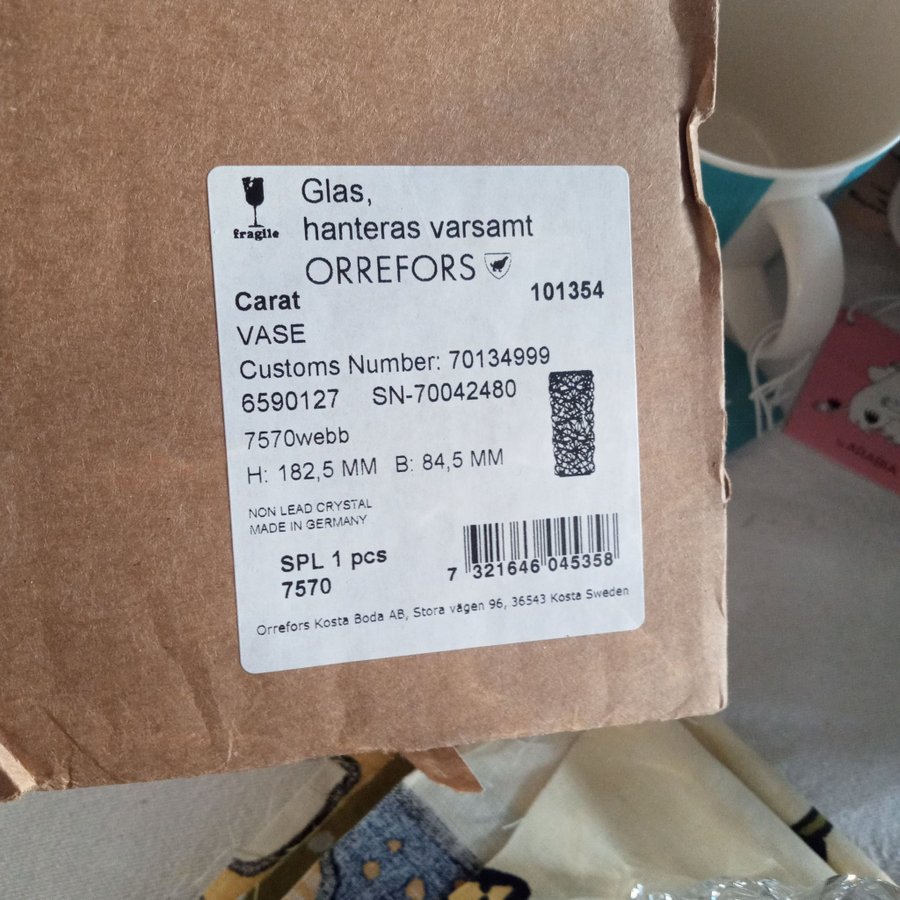 fragile
Glas,
hanteras varsamt
ORREFORS
Carat
101354
VASE
Customs Number: 70134999
6590127 SN-70042480
7570webb
H: 182,5 MM B: 84,5 MM
NON LEAD CRYSTAL
MADE IN GERMANY
SPL 1 pcs
7570
7 321646 045358
Orrefors Kosta Boda AB, Stora vägen 96, 36543 Kosta Sweden
ARABIA